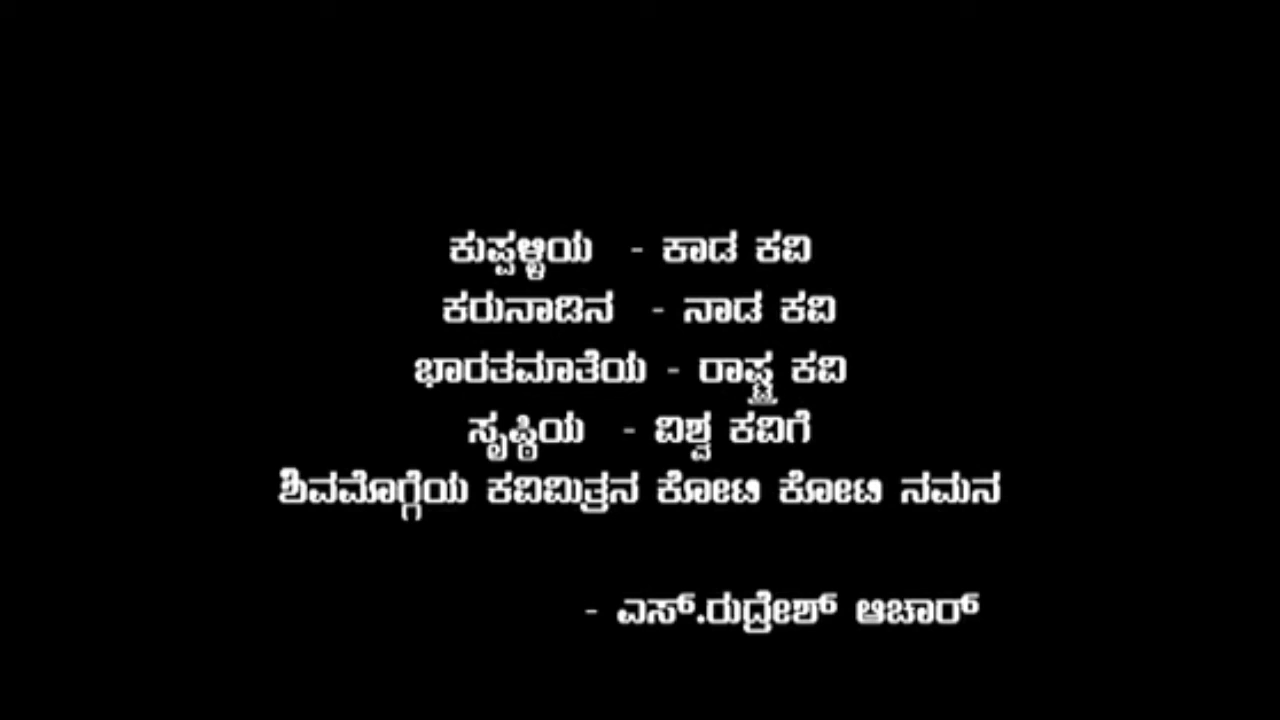 ಕುಪ್ಪಳ್ಳಿಯ - ಕಾಡ ಕವಿ
ಕರುನಾಡಿನ - ನಾಡ ಕವಿ
ಭಾರತಮಾತೆಯ - ರಾಷ್ಟ್ರ ಕವಿ
ಸೃಷ್ಠಿಯ - ವಿಶ್ವ ಕವಿಗೆ
ಶಿವಮೊಗ್ಗೆಯ ಕವಿಮಿತ್ರನ ಕೋಟಿ ಕೋಟಿ ನಮನ
- ಎಸ್.ರುದ್ರೇಶ್ ಆಚಾರ್